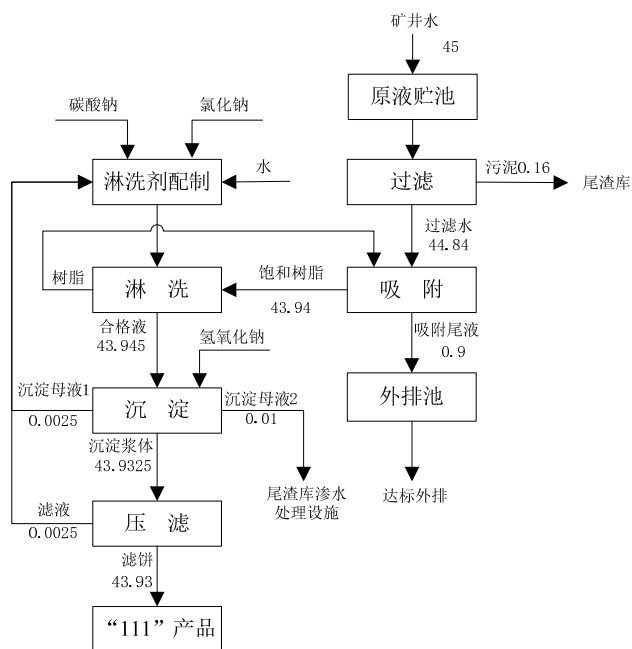 矿井水
45
原液贮池
碳酸钠
氯化钠
淋洗剂配制
水
过滤
污泥0.16
尾渣库
过滤水
44.84
树脂
淋 洗
饱和树脂
43.94
吸 附
合格液
43.945
氢氧化钠
吸附尾液
0.9
沉淀母液1
0.0025
沉 淀
沉淀母液2
0.01
外排池
沉淀浆体
43.9325
尾渣库渗水
处理设施
达标外排
滤液
0.0025
压 滤
滤饼
43.93
“111”产品